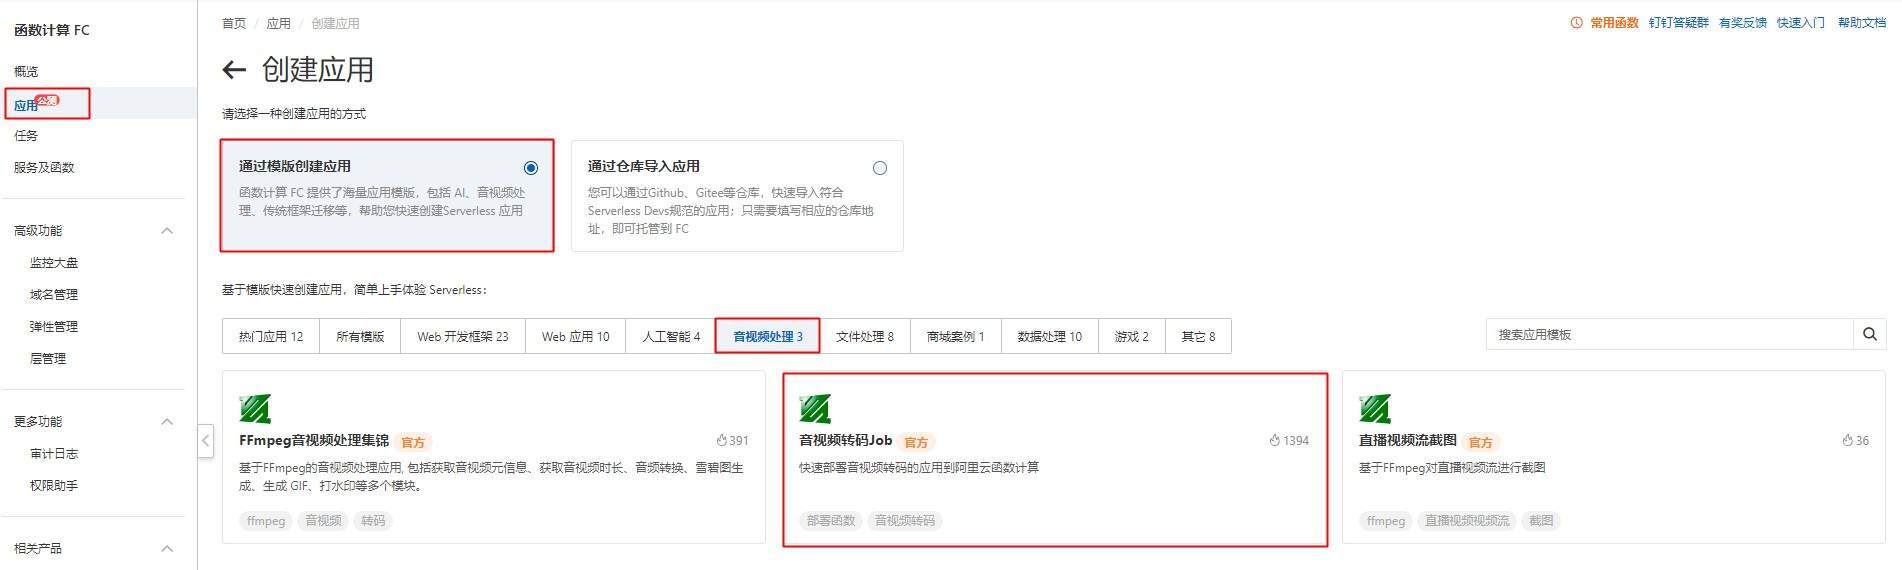 函数计算 FC
概览
应用 公测
任务
服务及函数
高级功能
监控大盘
域名管理
弹性管理
层管理
更多功能
审计日志
权限助手
相关产品
首页 / 应用 / 创建应用
常用函数 钉钉答疑群 有奖反馈 快速入门 帮助文档
← 创建应用
请选择一种创建应用的方式
通过模版创建应用
函数计算 FC 提供了海量应用模版，包括 AI、音视频处
理、传统框架迁移等，帮助您快速创建Serverless 应用
通过仓库导入应用
您可以通过Github、Gitee等仓库，快速导入符合
Serverless Devs规范的应用；只需要填写相应的仓库地
址，即可托管到 FC
基于模版快速创建应用，简单上手体验 Serverless：
热门应用 12 所有模版 Web 开发框架 23 Web 应用 10 人工智能 4 音视频处理 3 文件处理 8 商城案例 1 数据处理 10 游戏 2 其它 8
搜索应用模板
FFmpeg音视频处理集锦 官方 391
基于FFmpeg的音视频处理应用, 包括获取音视频元信息、获取音视频时长、音频转换、雪碧图生
成、生成 GIF、打水印等多个模块。
ffmpeg 音视频 转码
音视频转码Job 官方 1394
快速部署音视频转码的应用到阿里云函数计算
部署函数 音视频转码
直播视频流截图 官方 36
基于FFmpeg对直播视频流进行截图
ffmpeg 直播视频视频流 截图